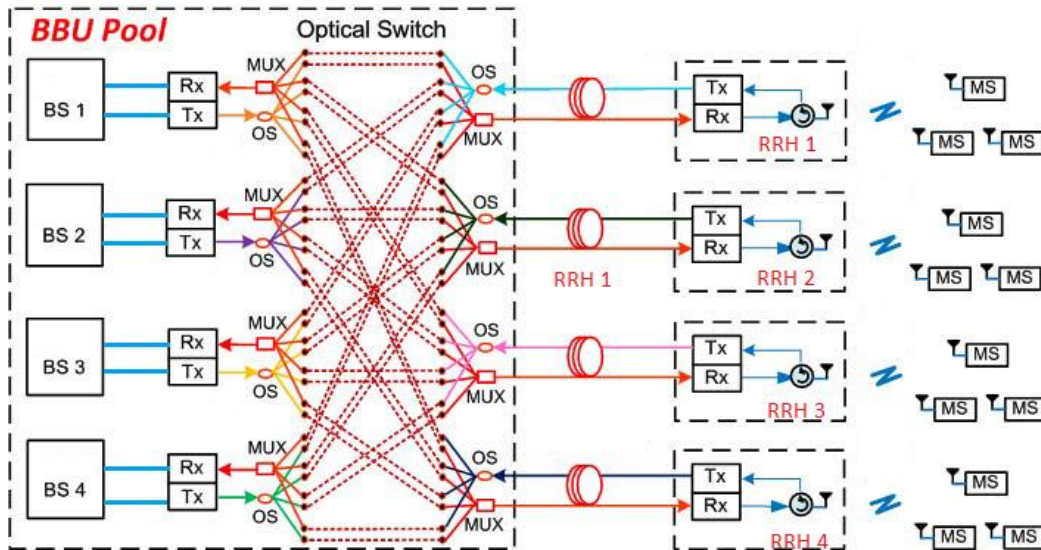 BBU Pool
Optical Switch
BS 1
Rx
Tx
MUX
OS
OS
MUX
Tx
Rx
RRH 1
MS
MS
MS
BS 2
Rx
Tx
MUX
OS
OS
MUX
RRH 1
Tx
Rx
RRH 2
MS
MS
MS
BS 3
Rx
Tx
MUX
OS
OS
MUX
Tx
Rx
RRH 3
MS
MS
MS
BS 4
Rx
Tx
MUX
OS
OS
MUX
Tx
Rx
RRH 4
MS
MS
MS